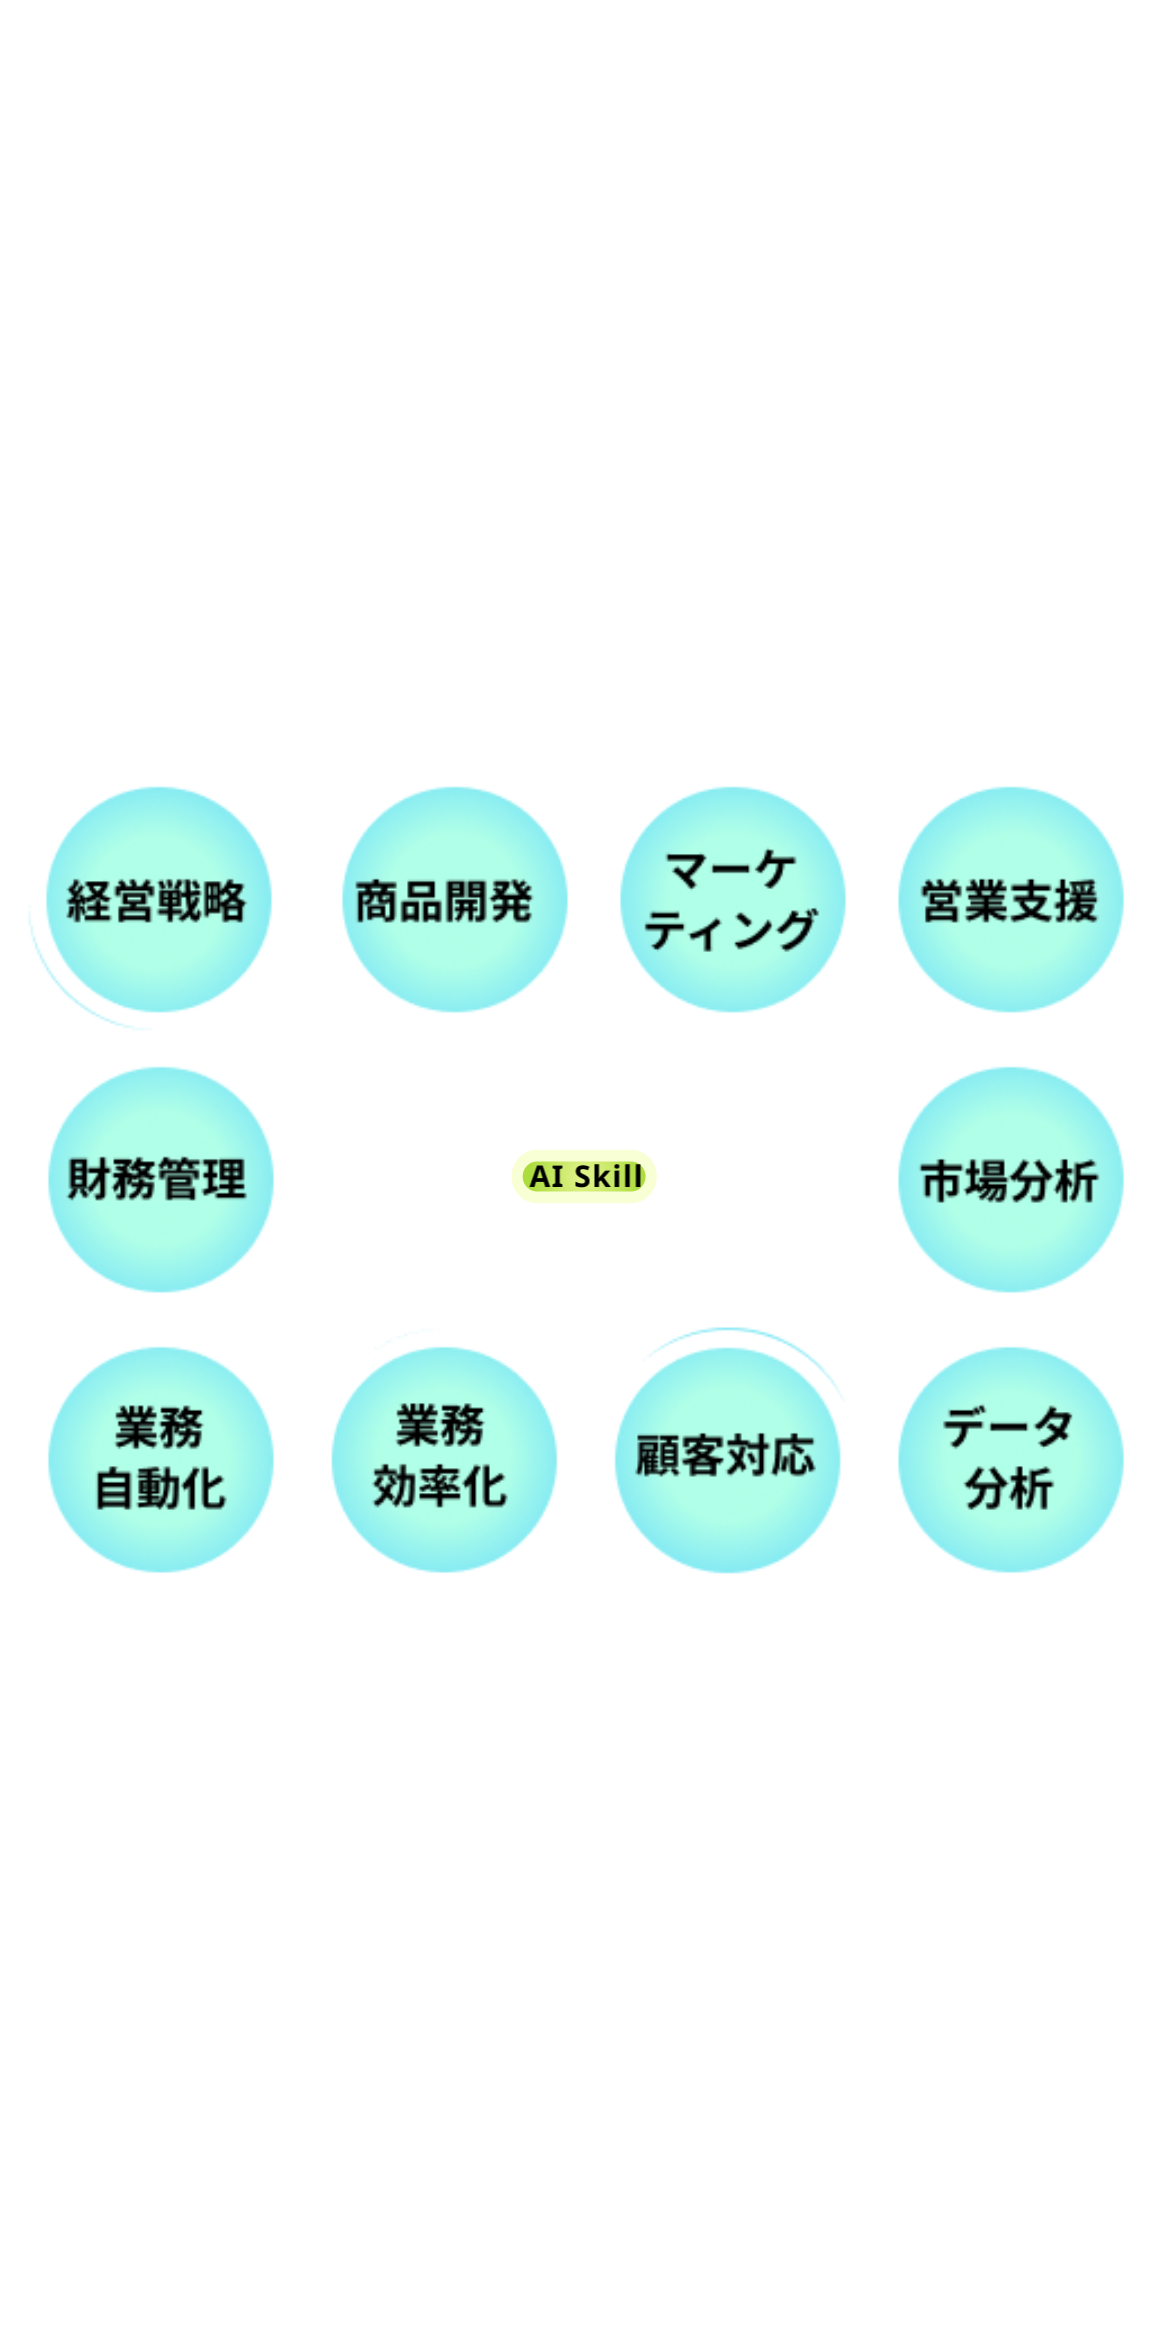 経営戦略
商品開発
マーケ
ティング
営業支援
財務管理
AI Skill
市場分析
業務
自動化
業務
効率化
顧客対応
データ
分析